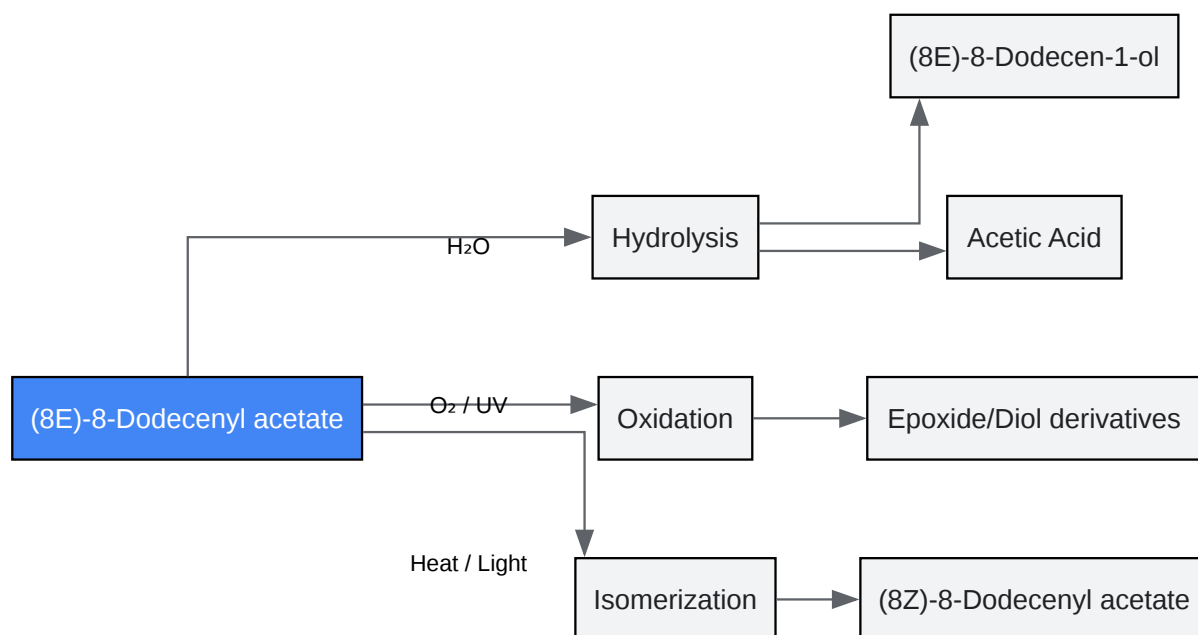 (8E)-8-Dodecen-1-ol
Hydrolysis
Acetic Acid
H₂O
(8E)-8-Dodecenyl acetate
O₂ / UV
Oxidation
Epoxide/Diol derivatives
Heat / Light
Isomerization
(8Z)-8-Dodecenyl acetate